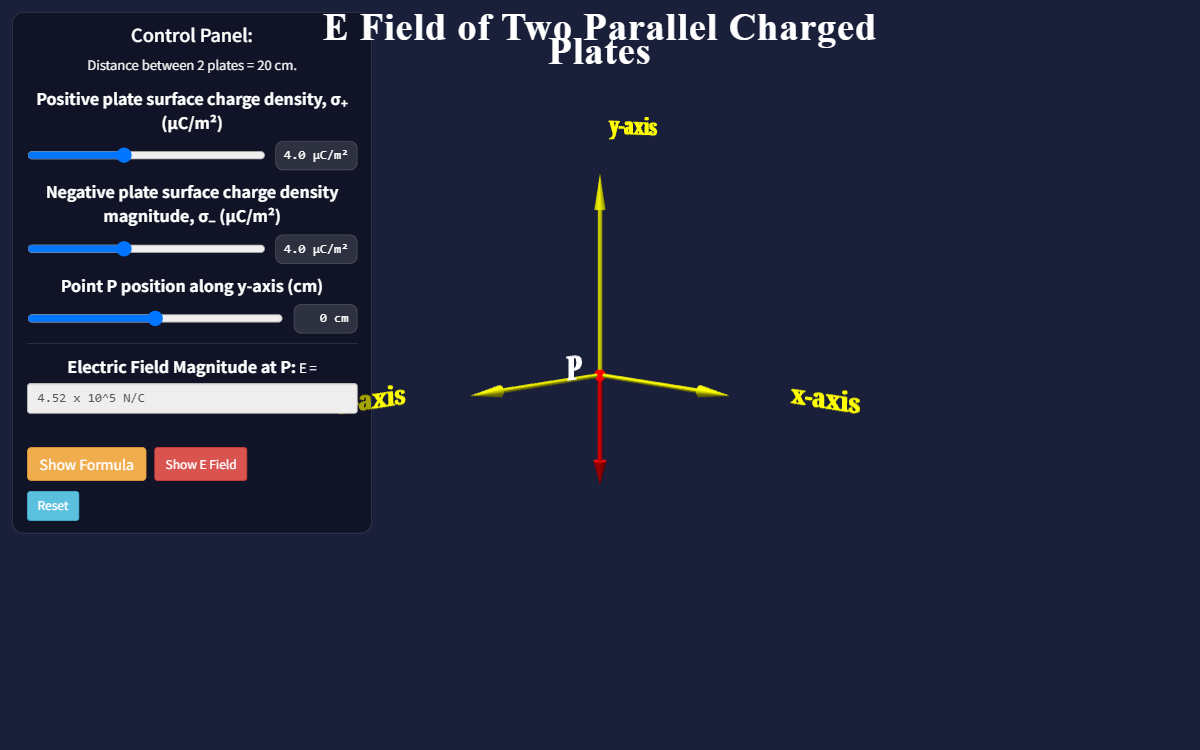 E Field of Two Parallel Charged
Plates
Control Panel:
Distance between 2 plates = 20 cm.
Positive plate surface charge density, σ₊
(μC/m²)
4.0 μC/m²
Negative plate surface charge density
magnitude, σ₋ (μC/m²)
4.0 μC/m²
Point P position along y-axis (cm)
0 cm
Electric Field Magnitude at P: E =
4.52 x 10^5 N/C
Show Formula
Show E Field
Reset
y-axis
P
axis
x-axis